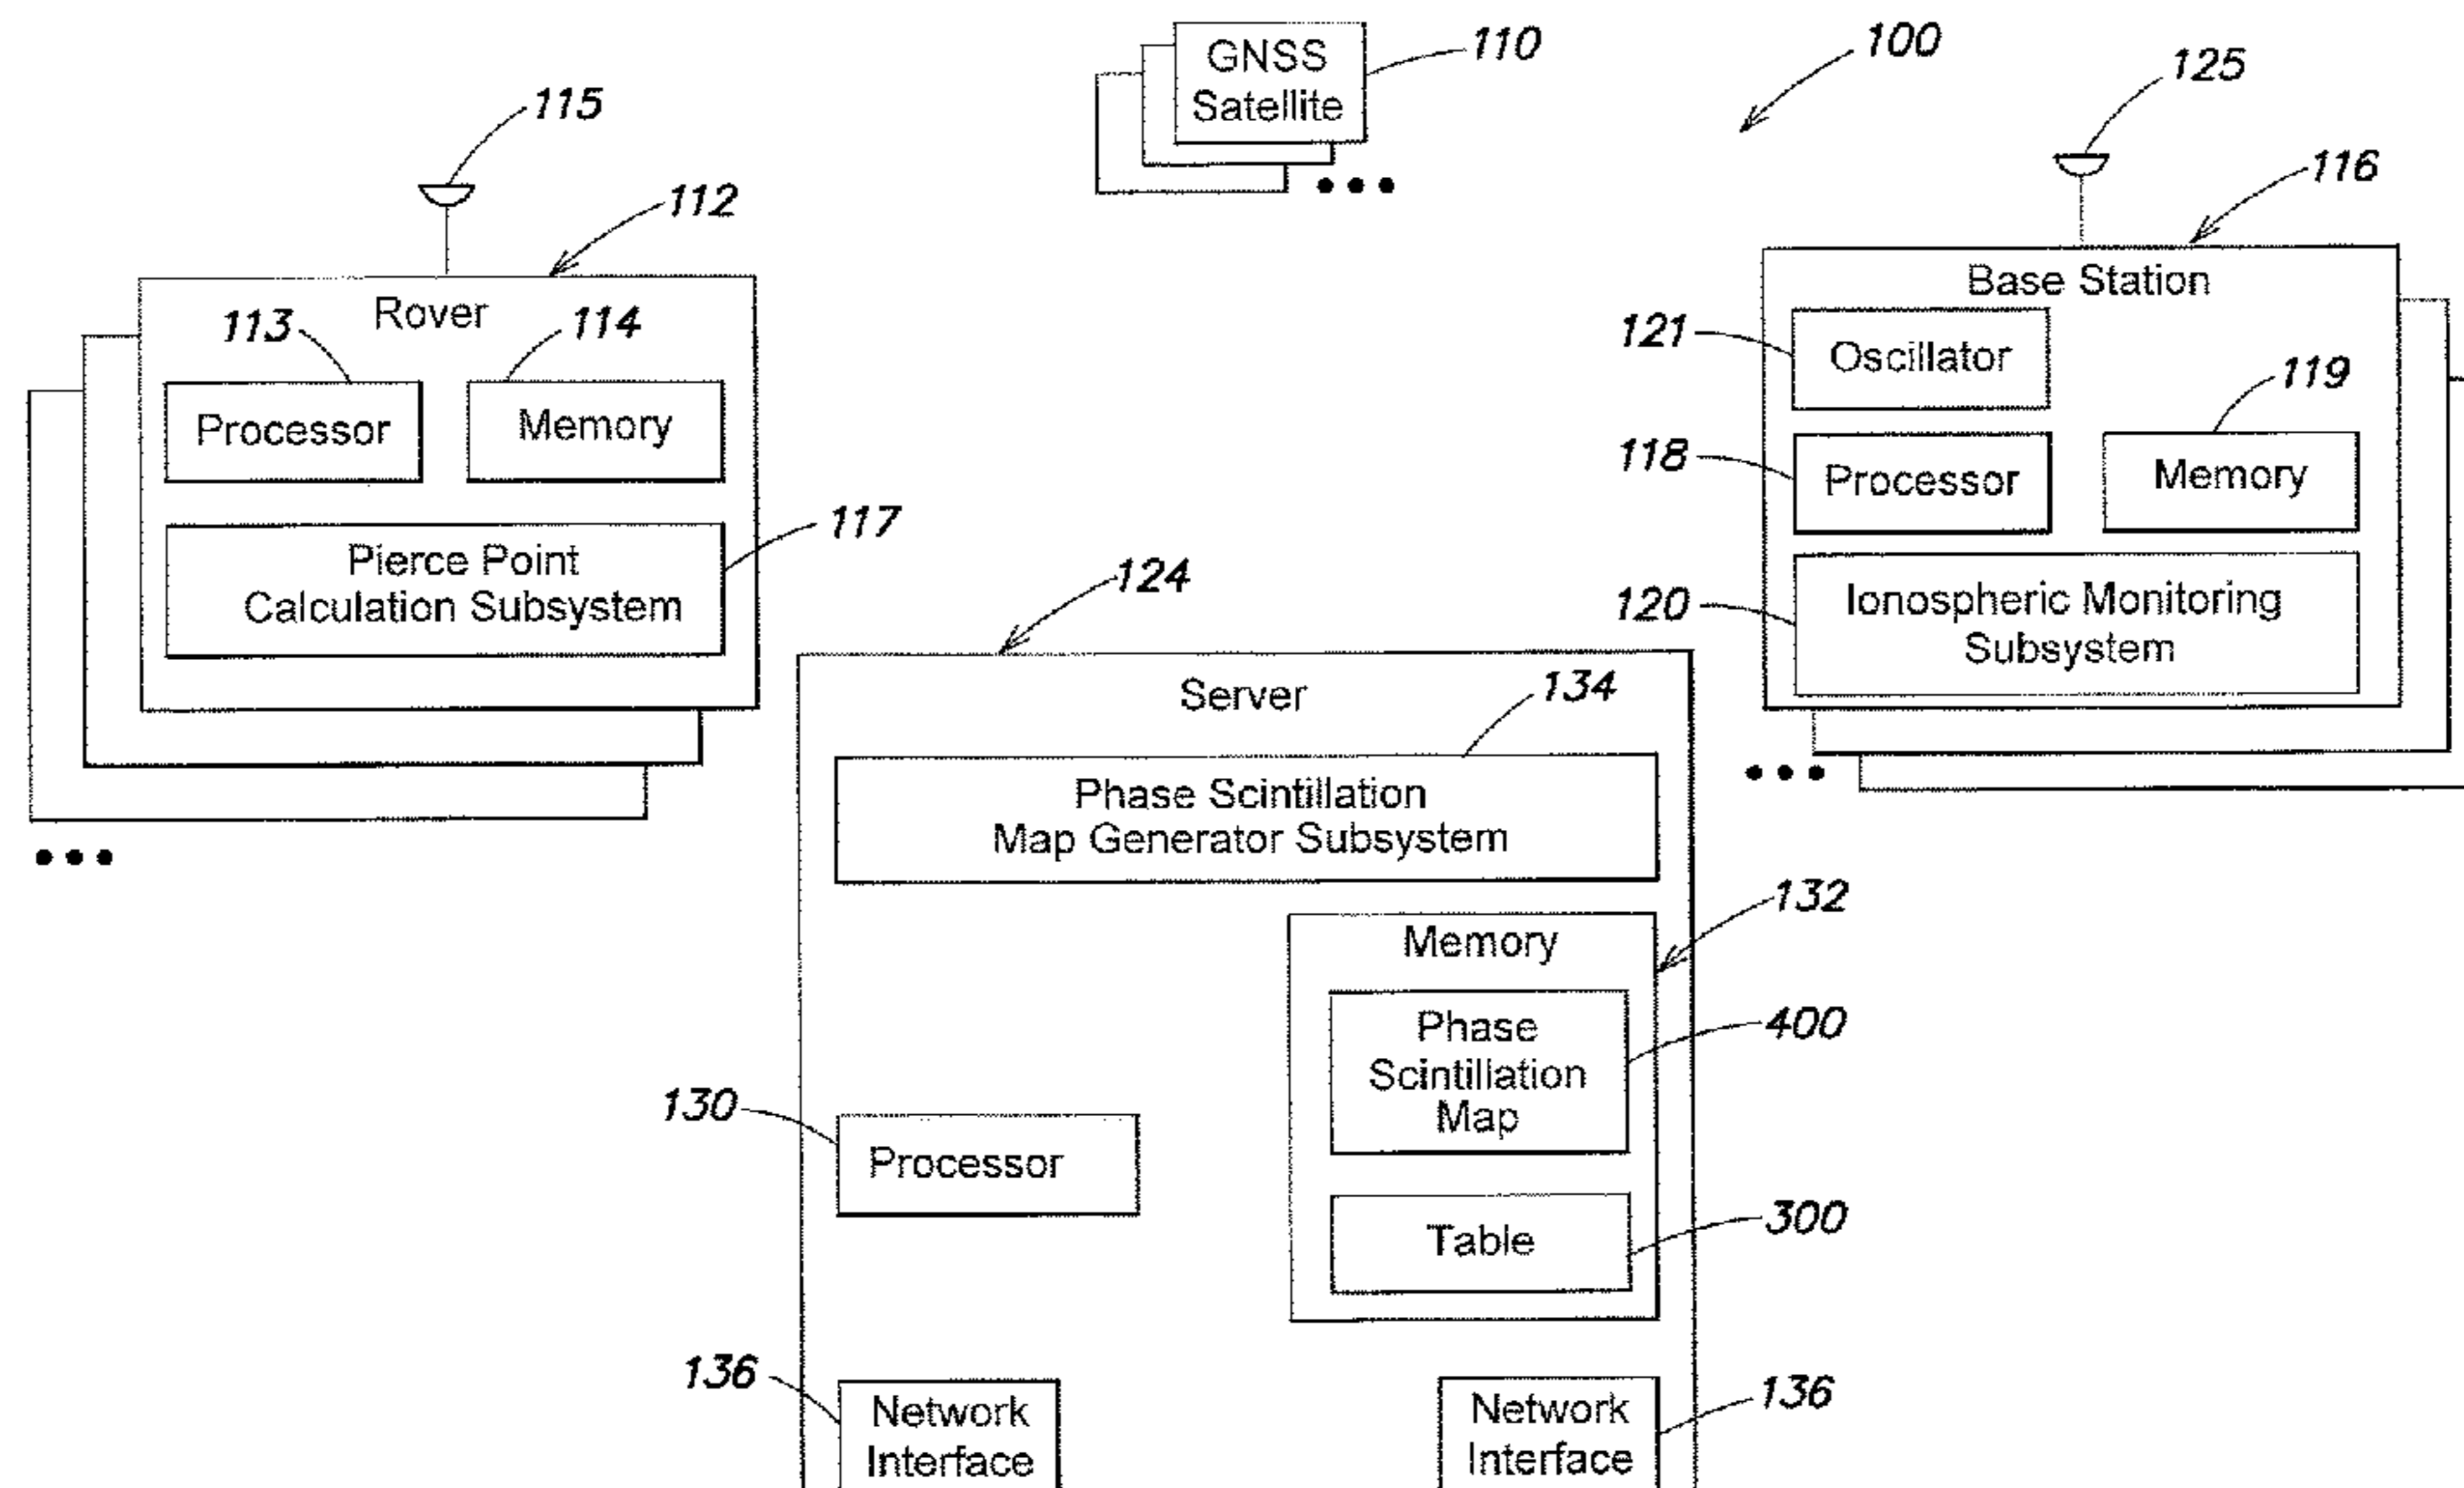 GNSS
Satellite
110
100
115
125
112
116
Rover
113
114
Processor
Memory
117
Pierce Point
Calculation Subsystem
Base Station
121
Oscillator
119
118
Processor
Memory
120
Ionospheric Monitoring
Subsystem
124
Server
134
Phase Scintillation
Map Generator Subsystem
132
Memory
Phase
Scintillation
Map
400
130
Processor
Table
300
136
Network
Interface
Network
Interface
136